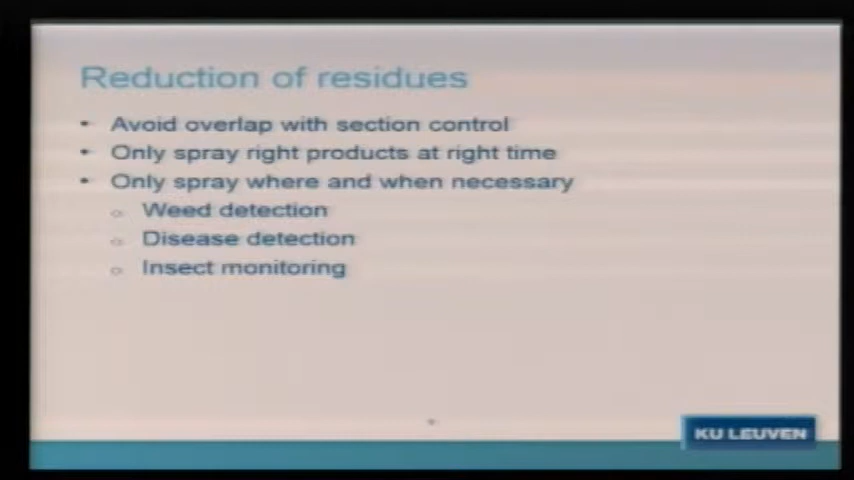 Reduction of residues
• Avoid overlap with section control
• Only spray right products at right time
• Only spray where and when necessary
o Weed detection
o Disease detection
o Insect monitoring
KU LEUVEN